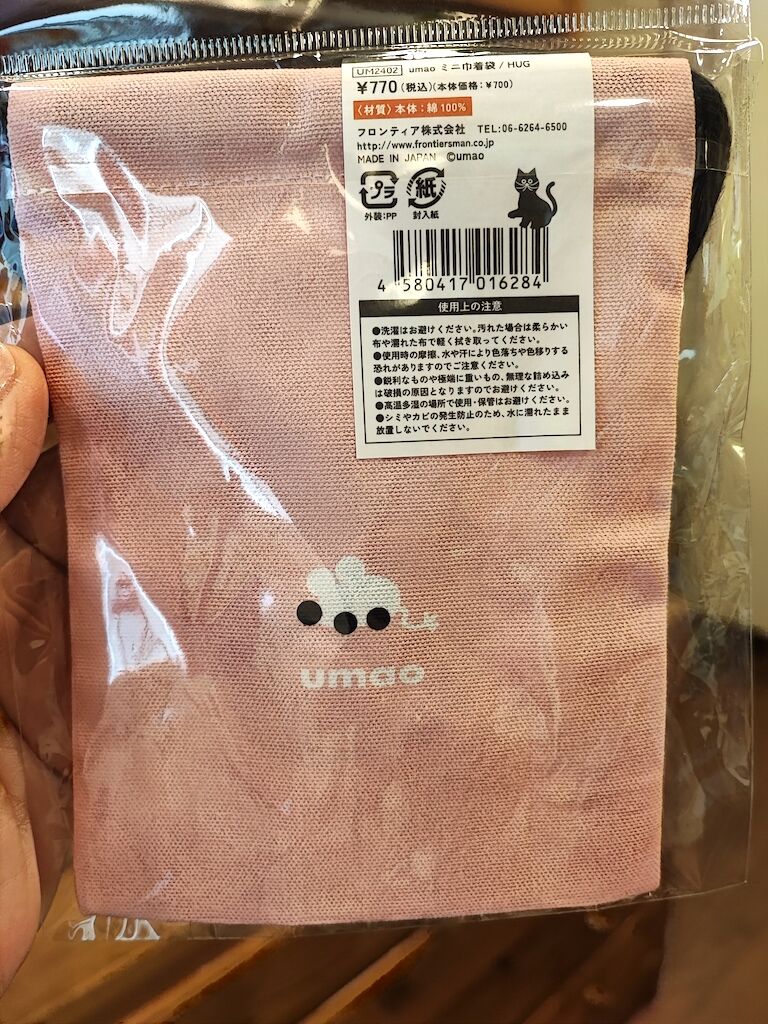 UM2402 umao ミニ巾着袋 / HUG
¥770(税込)(本体価格:¥700)
〈材質〉本体:綿100%
フロンティア株式会社 TEL:06-6264-6500
http://www.frontiersman.co.jp
MADE IN JAPAN ©umao
プラ 紙
外装:PP 封入紙
4 580417 016284
使用上の注意
●洗濯はお避けください。汚れた場合は柔らかい
布や濡れた布で軽く拭き取ってください。
●使用時の摩擦、水や汗により色落ちや色移りする
恐れがありますのでご注意ください。
●鋭利なものや極端に重いもの、無理な詰め込み
は破損の原因となりますのでお避けください。
●高温多湿の場所で使用・保管はお避けください。
●シミやカビの発生防止のため、水に濡れたまま
放置しないでください。
umao